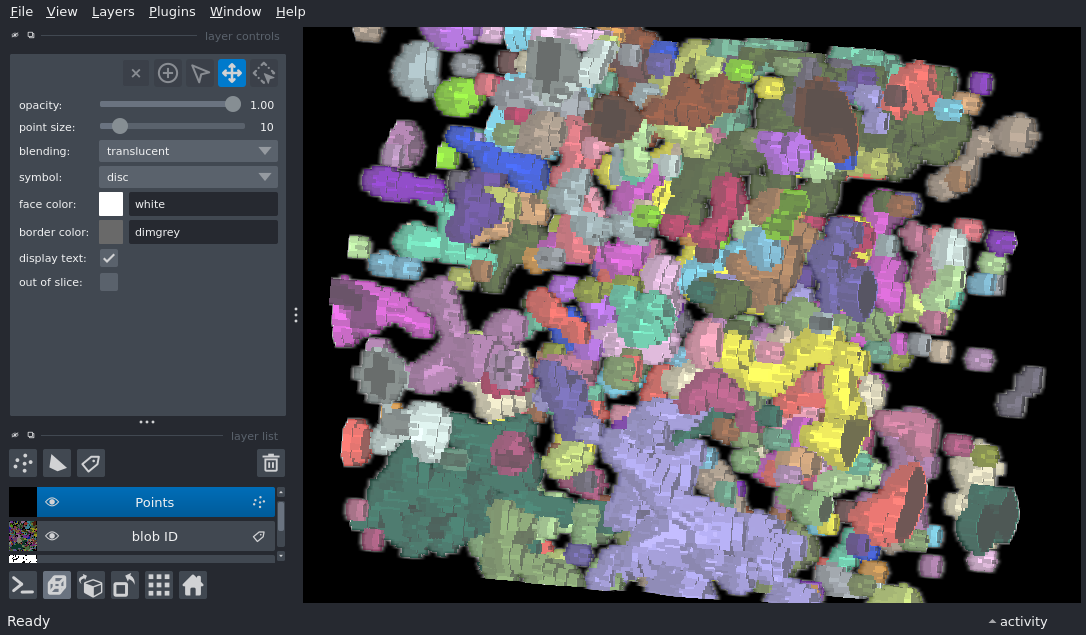 File View Layers Plugins Window Help
layer controls
opacity: 1.00
point size: 10
blending: translucent
symbol: disc
face color: white
border color: dimgrey
display text:
out of slice:
layer list
Points
blob ID
Ready
activity